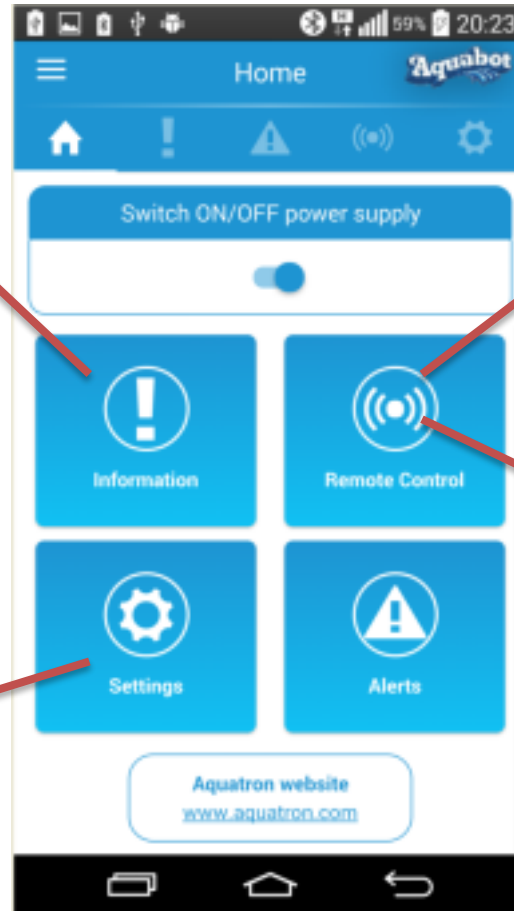 59% 20:23
Home
Aquabot
Switch ON/OFF power supply
Information
Remote Control
Settings
Alerts
Aquatron website
www.aquatron.com